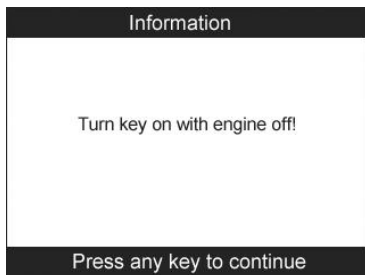 Information
Turn key on with engine off!
Press any key to continue